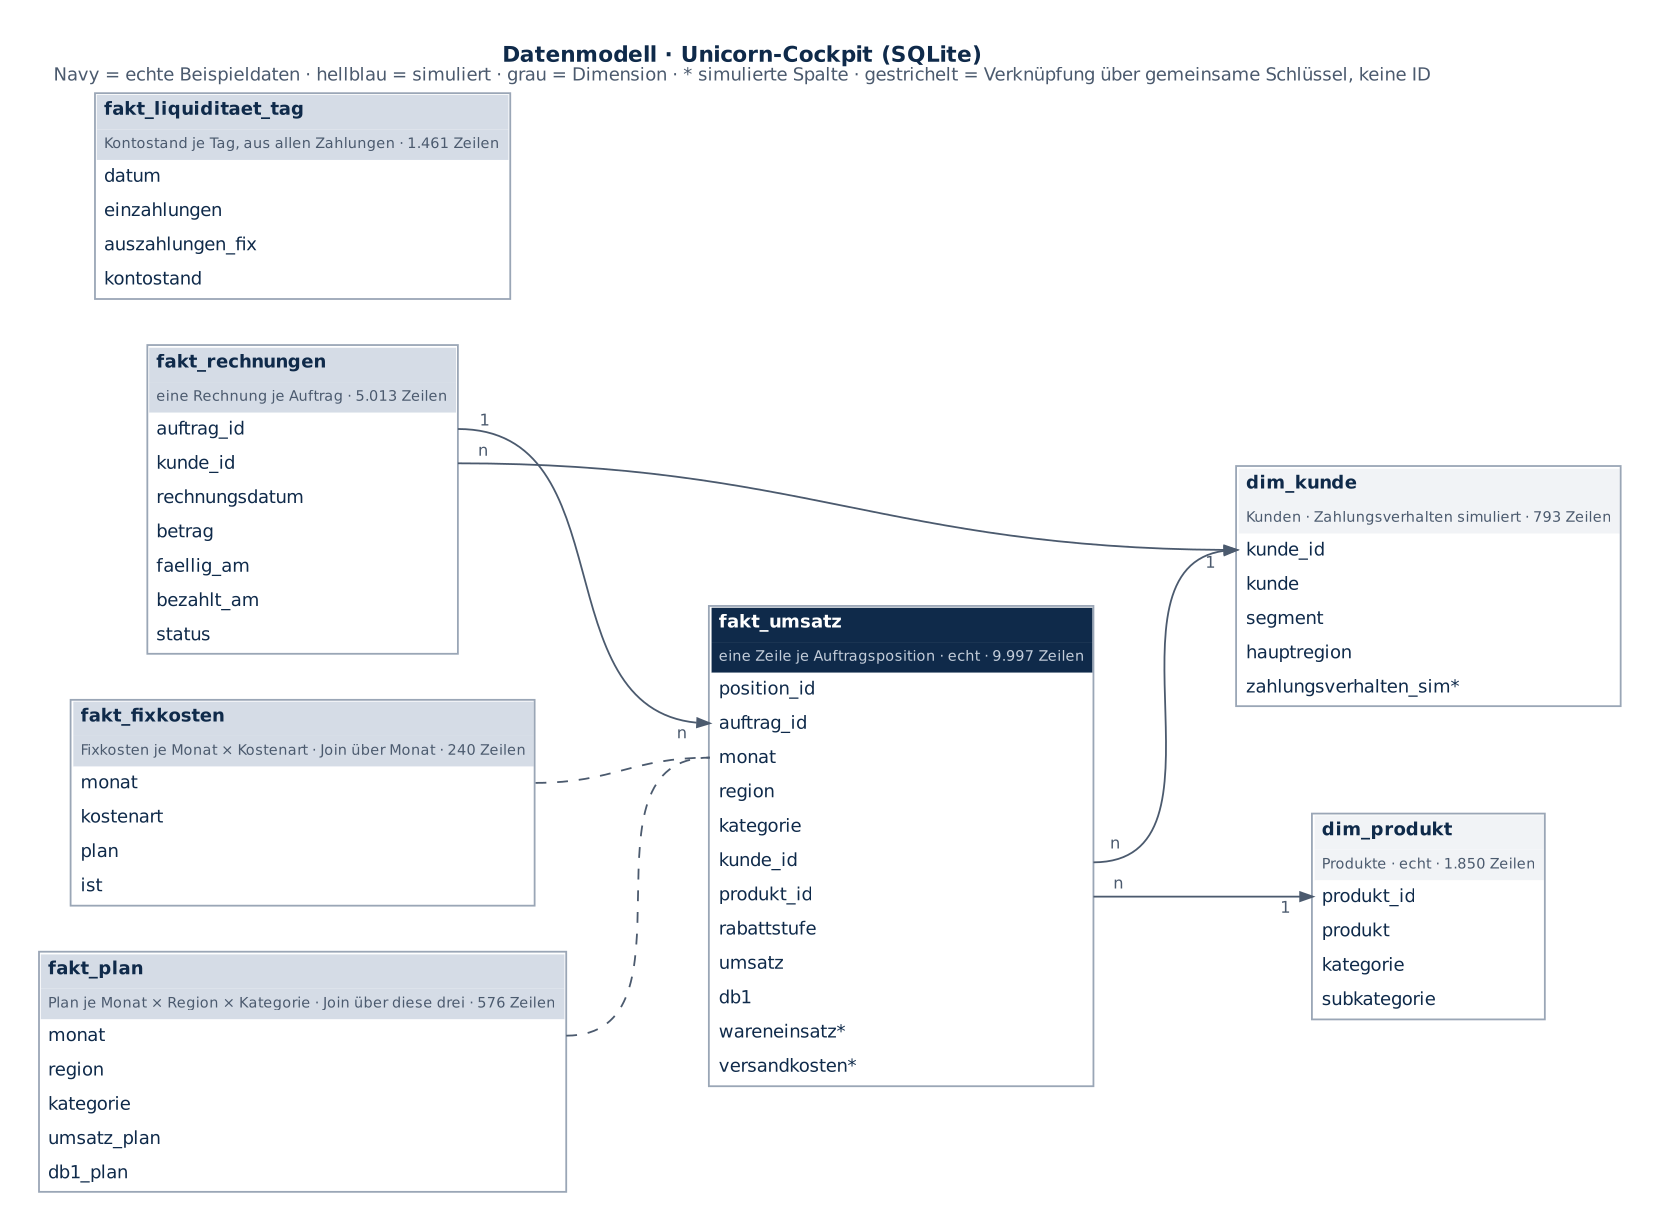 Datenmodell · Unicorn-Cockpit (SQLite)
Navy = echte Beispieldaten · hellblau = simuliert · grau = Dimension · * simulierte Spalte · gestrichelt = Verknüpfung über gemeinsame Schlüssel, keine ID
fakt_liquiditaet_tag
Kontostand je Tag, aus allen Zahlungen · 1.461 Zeilen
datum
einzahlungen
auszahlungen_fix
kontostand
fakt_rechnungen
eine Rechnung je Auftrag · 5.013 Zeilen
auftrag_id
kunde_id
rechnungsdatum
betrag
faellig_am
bezahlt_am
status
1
n
n
fakt_fixkosten
Fixkosten je Monat × Kostenart · Join über Monat · 240 Zeilen
monat
kostenart
plan
ist
fakt_plan
Plan je Monat × Region × Kategorie · Join über diese drei · 576 Zeilen
monat
region
kategorie
umsatz_plan
db1_plan
fakt_umsatz
eine Zeile je Auftragsposition · echt · 9.997 Zeilen
position_id
auftrag_id
monat
region
kategorie
kunde_id
produkt_id
rabattstufe
umsatz
db1
wareneinsatz*
versandkosten*
n
n
1
1
dim_kunde
Kunden · Zahlungsverhalten simuliert · 793 Zeilen
kunde_id
kunde
segment
hauptregion
zahlungsverhalten_sim*
dim_produkt
Produkte · echt · 1.850 Zeilen
produkt_id
produkt
kategorie
subkategorie